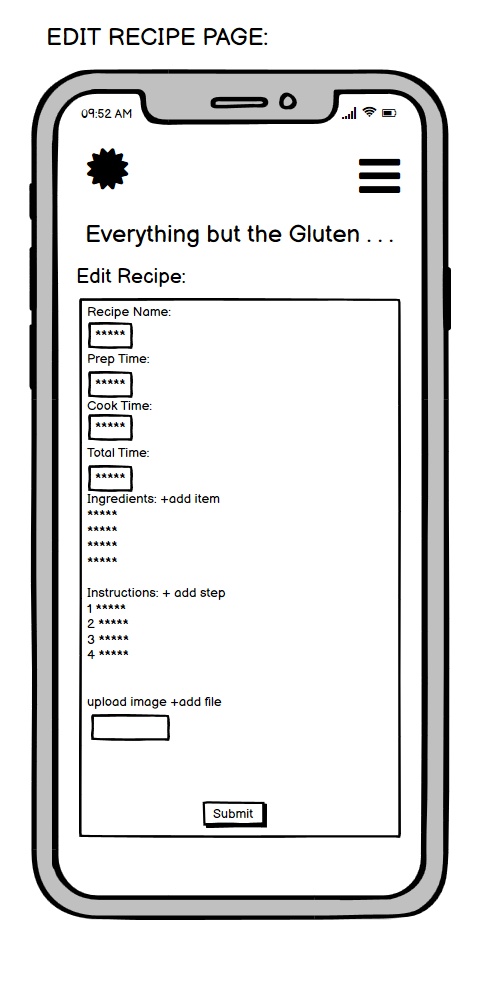 EDIT RECIPE PAGE:
09:52 AM
Everything but the Gluten . . .
Edit Recipe:
Recipe Name:
*****
Prep Time:
*****
Cook Time:
*****
Total Time:
*****
Ingredients: +add item
*****
*****
*****
*****
Instructions: + add step
1 *****
2 *****
3 *****
4 *****
upload image +add file
Submit